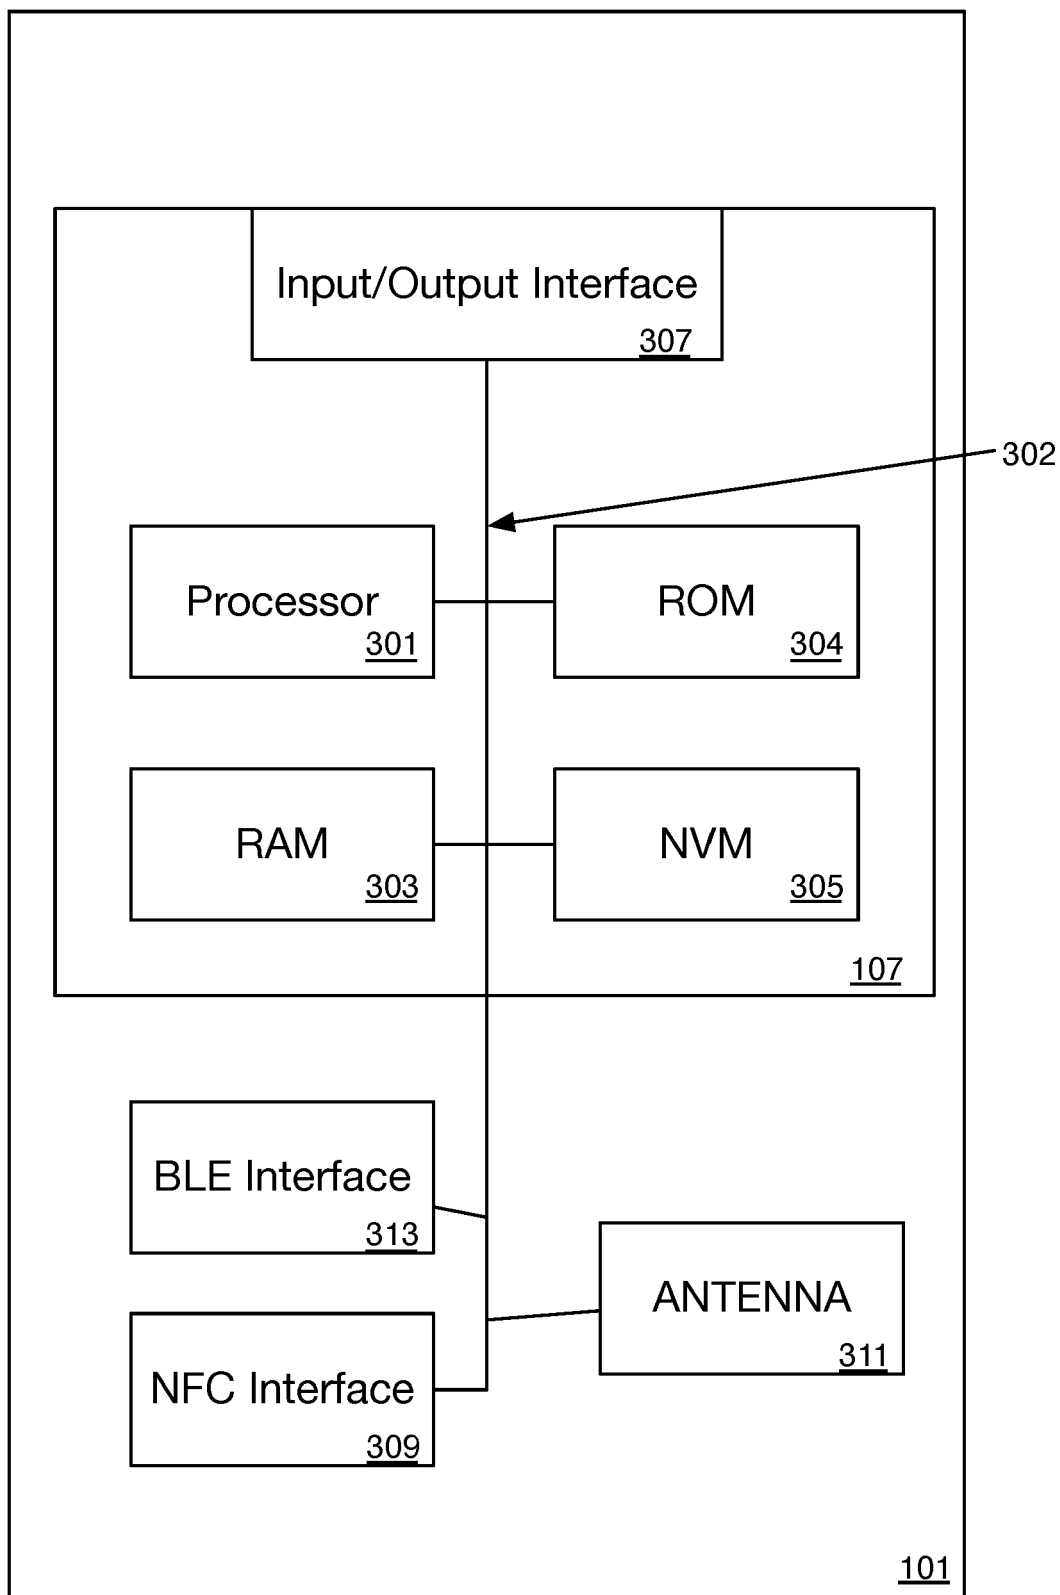 Input/Output Interface
307
302
Processor
301
ROM
304
RAM
303
NVM
305
107
BLE Interface
313
ANTENNA
311
NFC Interface
309
101